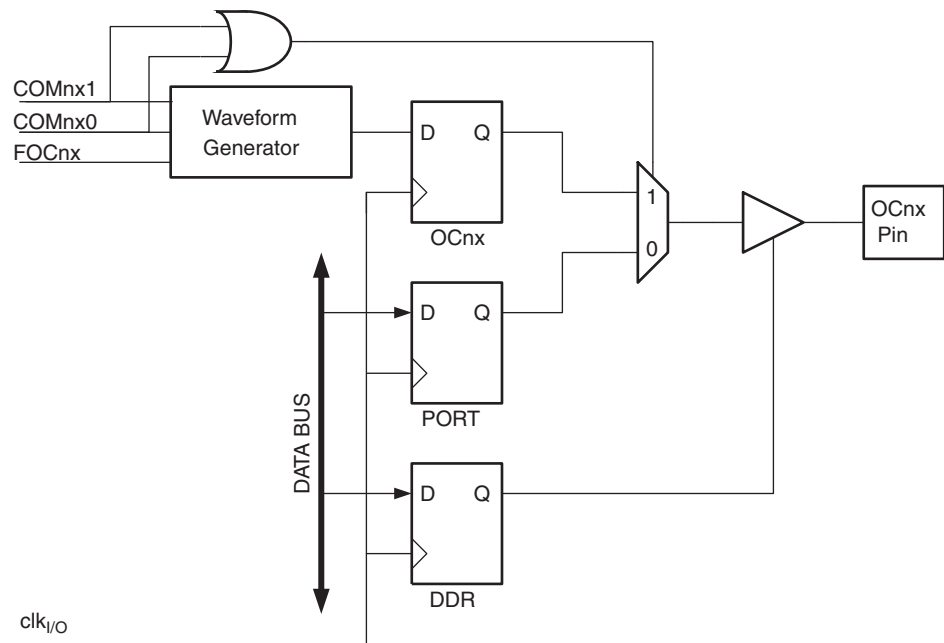 COMnx1
COMnx0
FOCnx
Waveform
Generator
D Q
OCnx
1
0
OCnx
Pin
D Q
PORT
DATA BUS
D Q
DDR
clkI/O